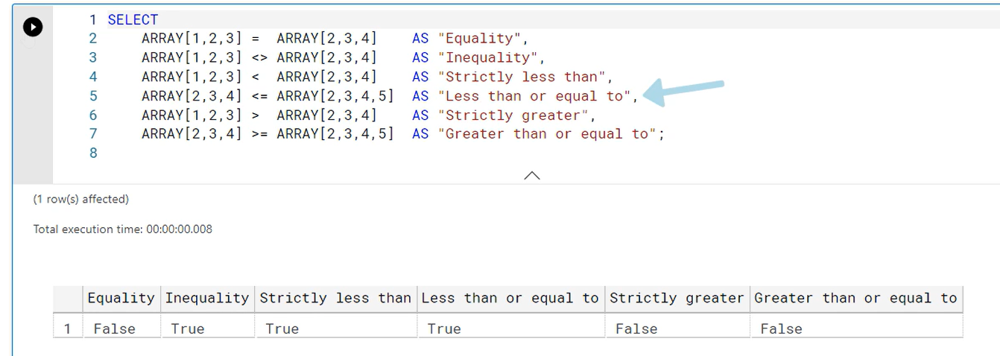 1 SELECT
2 ARRAY[1,2,3] = ARRAY[2,3,4] AS "Equality",
3 ARRAY[1,2,3] <> ARRAY[2,3,4] AS "Inequality",
4 ARRAY[1,2,3] < ARRAY[2,3,4] AS "Strictly less than",
5 ARRAY[2,3,4] <= ARRAY[2,3,4,5] AS "Less than or equal to",
6 ARRAY[1,2,3] > ARRAY[2,3,4] AS "Strictly greater",
7 ARRAY[2,3,4] >= ARRAY[2,3,4,5] AS "Greater than or equal to";
8
(1 row(s) affected)
Total execution time: 00:00:00.008
Equality Inequality Strictly less than Less than or equal to Strictly greater Greater than or equal to
1 False True True True False False